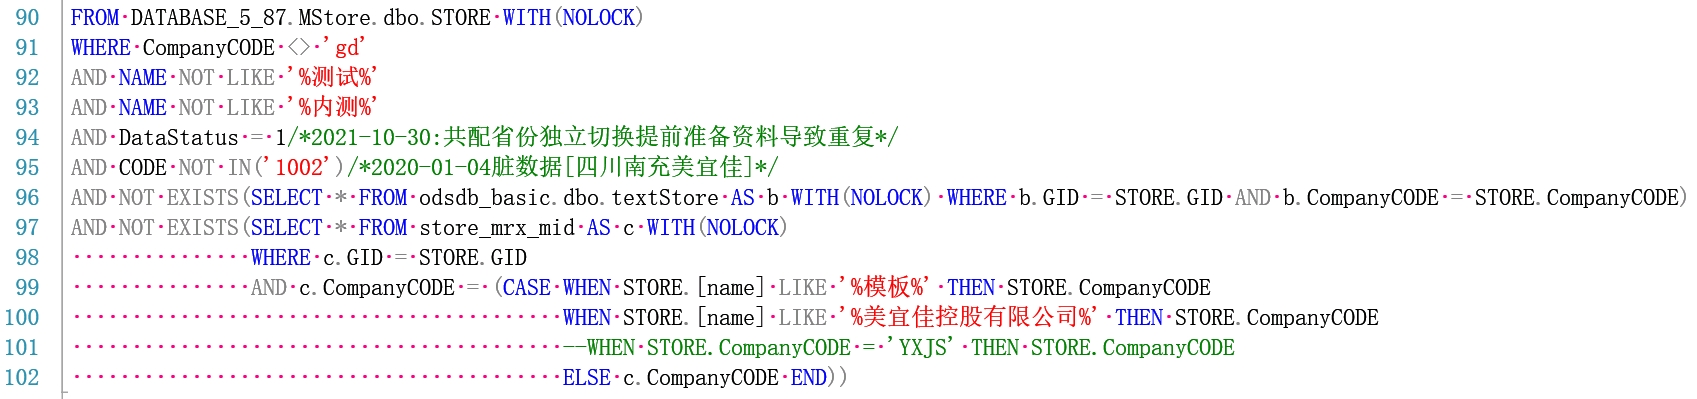 90 FROM DATABASE_5_87.MStore.dbo.STORE WITH(NOLOCK)
91 WHERE CompanyCODE <> 'gd'
92 AND NAME NOT LIKE '%测试%'
93 AND NAME NOT LIKE '%内测%'
94 AND DataStatus = 1/*2021-10-30:共配省份独立切换提前准备资料导致重复*/
95 AND CODE NOT IN('1002')/*2020-01-04脏数据[四川南充美宜佳]*/
96 AND NOT EXISTS(SELECT * FROM odsdb_basic.dbo.textStore AS b WITH(NOLOCK) WHERE b.GID = STORE.GID AND b.CompanyCODE = STORE.CompanyCODE)
97 AND NOT EXISTS(SELECT * FROM store_mrx_mid AS c WITH(NOLOCK)
98                WHERE c.GID = STORE.GID
99                AND c.CompanyCODE = (CASE WHEN STORE.[name] LIKE '%模板%' THEN STORE.CompanyCODE
100                                         WHEN STORE.[name] LIKE '%美宜佳控股有限公司%' THEN STORE.CompanyCODE
101                                         --WHEN STORE.CompanyCODE = 'YXJS' THEN STORE.CompanyCODE
102                                         ELSE c.CompanyCODE END))